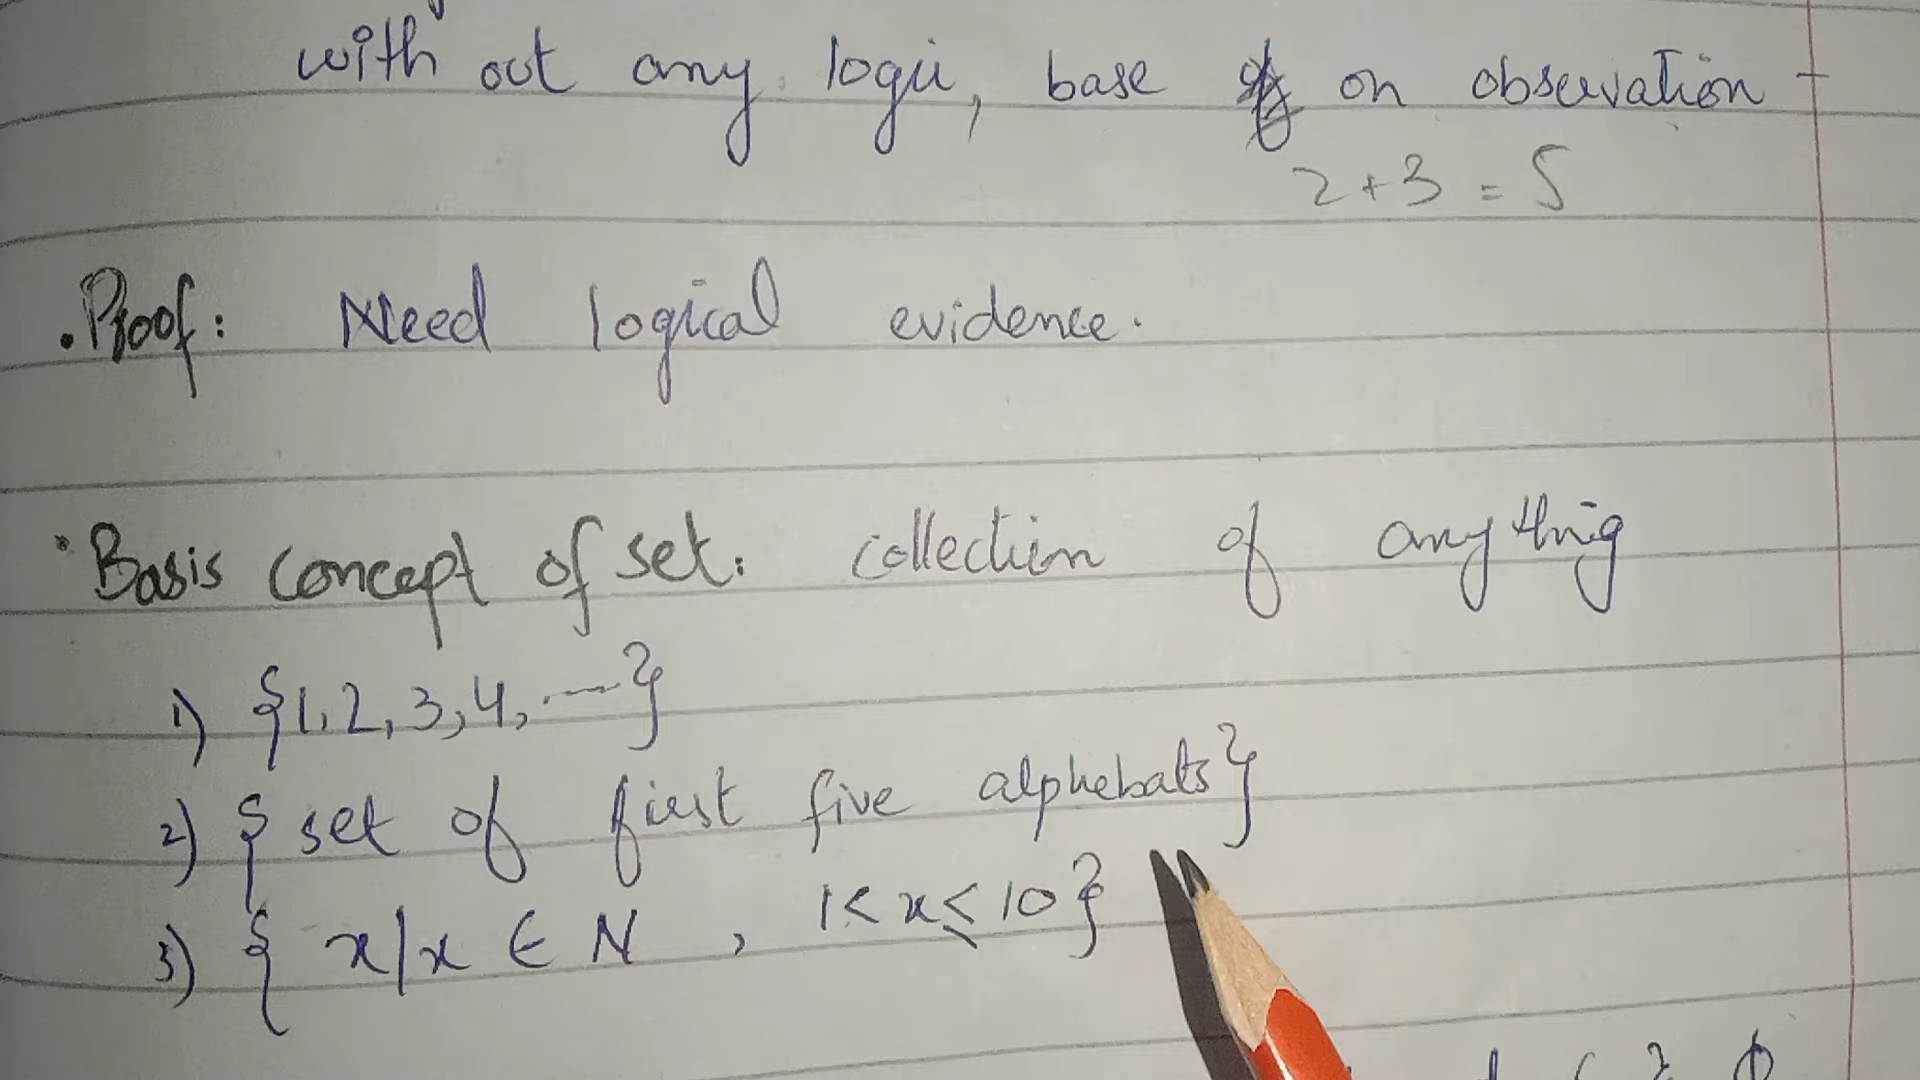 with out any logic, base on observation -
2+3 = 5
. Proof: Need logical evidence.
. Basis concept of set: collection of any thing
1) {1, 2, 3, 4, ...}
2) { set of first five alphebats}
3) { x/x ∈ N , 1 < x ≤ 10}
{ } ϕ